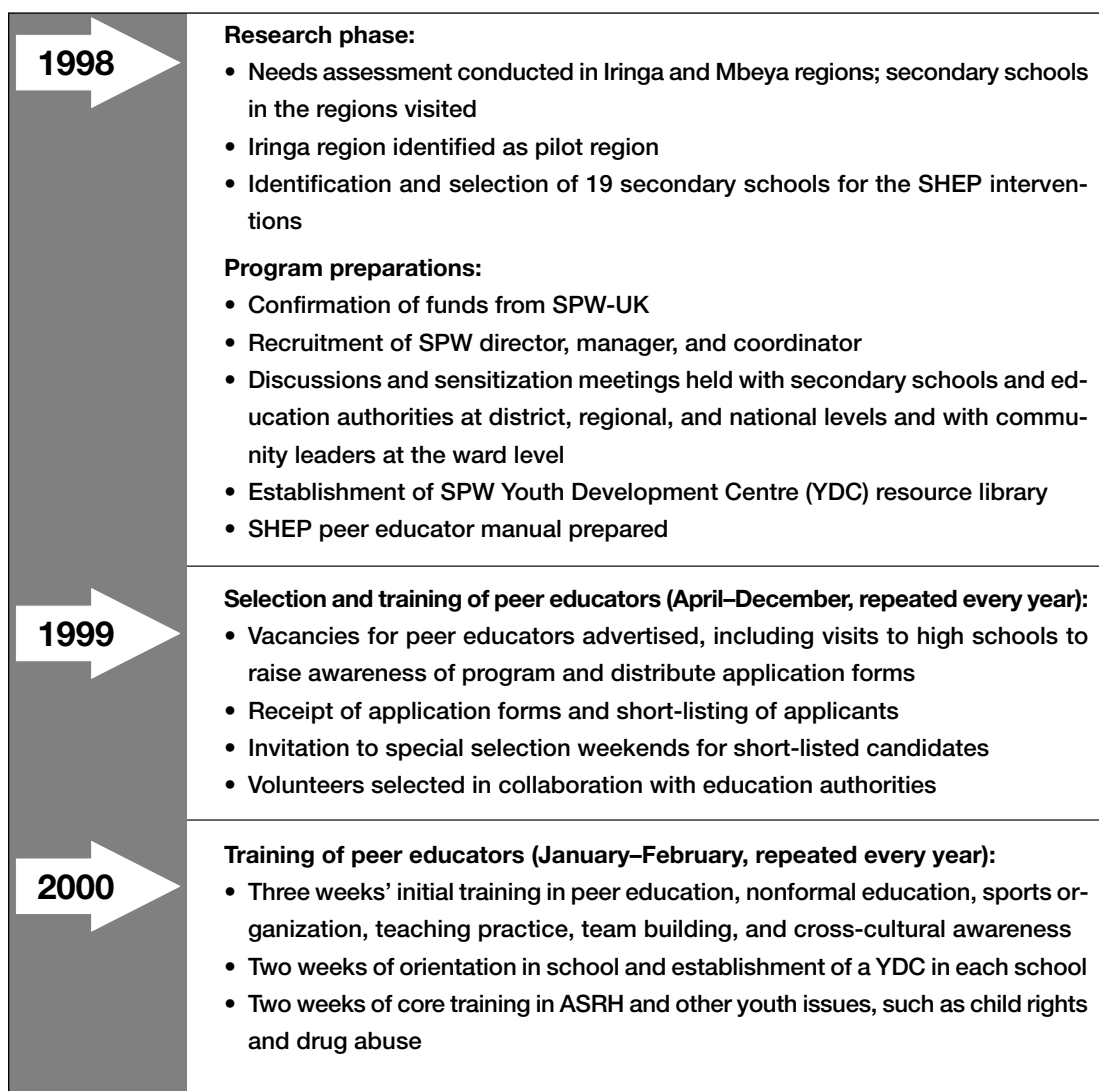 1998
Research phase:
• Needs assessment conducted in Iringa and Mbeya regions; secondary schools
in the regions visited
• Iringa region identified as pilot region
• Identification and selection of 19 secondary schools for the SHEP interven-
tions
Program preparations:
• Confirmation of funds from SPW-UK
• Recruitment of SPW director, manager, and coordinator
• Discussions and sensitization meetings held with secondary schools and ed-
ucation authorities at district, regional, and national levels and with commu-
nity leaders at the ward level
• Establishment of SPW Youth Development Centre (YDC) resource library
• SHEP peer educator manual prepared
1999
Selection and training of peer educators (April–December, repeated every year):
• Vacancies for peer educators advertised, including visits to high schools to
raise awareness of program and distribute application forms
• Receipt of application forms and short-listing of applicants
• Invitation to special selection weekends for short-listed candidates
• Volunteers selected in collaboration with education authorities
2000
Training of peer educators (January–February, repeated every year):
• Three weeks’ initial training in peer education, nonformal education, sports or-
ganization, teaching practice, team building, and cross-cultural awareness
• Two weeks of orientation in school and establishment of a YDC in each school
• Two weeks of core training in ASRH and other youth issues, such as child rights
and drug abuse